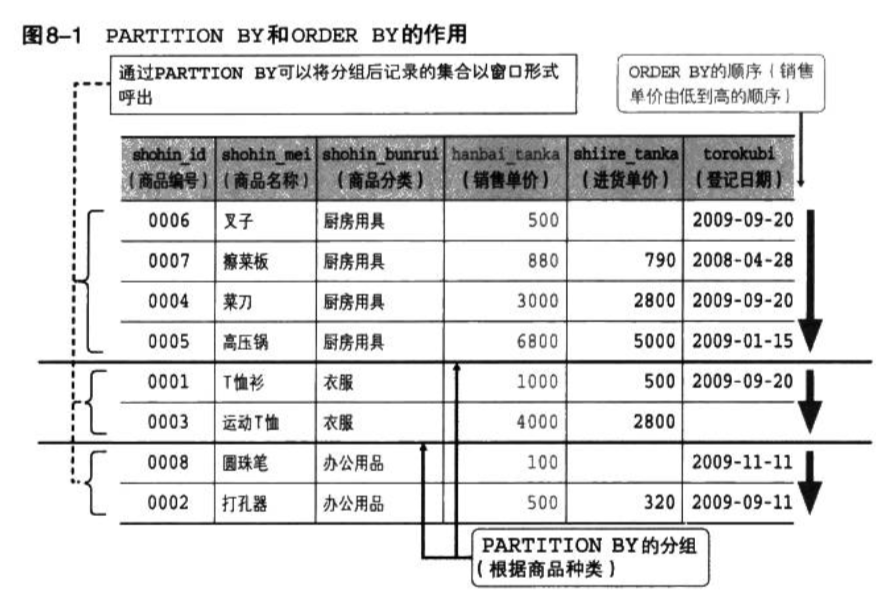 图8-1 PARTITION BY和ORDER BY的作用
通过PARTTION BY可以将分组后记录的集合以窗口形式
呼出
ORDER BY的顺序(销售
单价由低到高的顺序)
shohin_id shohin_mei shohin_bunrui hanbai_tanka shiire_tanka torokubi
(商品编号) (商品名称) (商品分类) (销售单价) (进货单价) (登记日期)
0006 叉子 厨房用具 500 2009-09-20
0007 擦菜板 厨房用具 880 790 2008-04-28
0004 菜刀 厨房用具 3000 2800 2009-09-20
0005 高压锅 厨房用具 6800 5000 2009-01-15
0001 T恤衫 衣服 1000 500 2009-09-20
0003 运动T恤 衣服 4000 2800
0008 圆珠笔 办公用品 100 2009-11-11
0002 打孔器 办公用品 500 320 2009-09-11
PARTITION BY的分组
(根据商品种类)